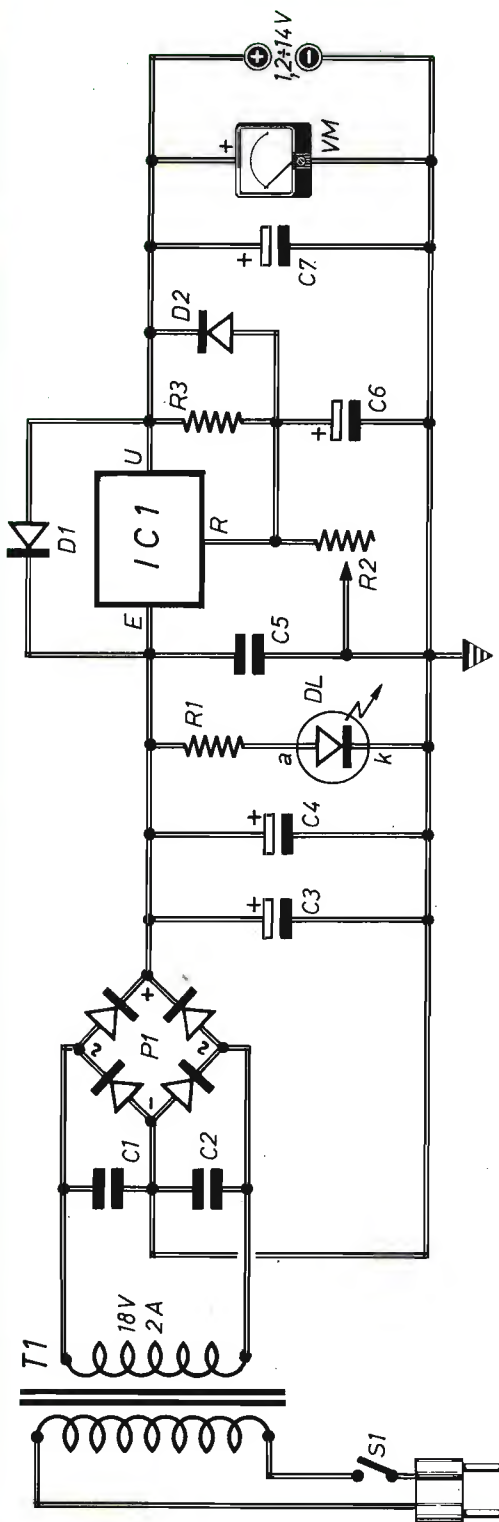 T1
18V
2A
S1
C1
C2
~
~
P1
+
-
+
C3
+
C4
R1
a
DL
k
C5
D1
E
IC1
U
R
R2
R3
D2
+
C6
+
C7
+
VM
+
1,2÷14V
-